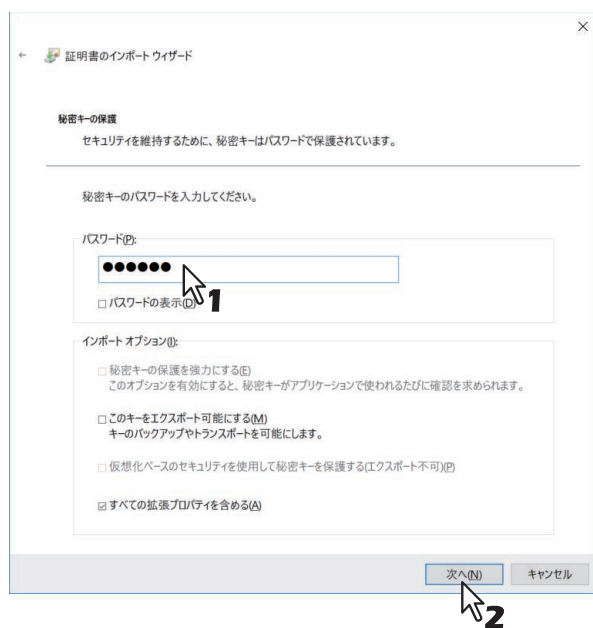 証明書のインポート ウィザード
秘密キーの保護
セキュリティを維持するために、秘密キーはパスワードで保護されています。
秘密キーのパスワードを入力してください。
パスワード(P):
●●●●●●
パスワードの表示(D)
1
インポート オプション(I):
秘密キーの保護を強力にする(E)
このオプションを有効にすると、秘密キーがアプリケーションで使われるたびに確認を求められます。
このキーをエクスポート可能にする(M)
キーのバックアップやトランスポートを可能にします。
仮想化ベースのセキュリティを使用して秘密キーを保護する(エクスポート不可)(P)
すべての拡張プロパティを含める(A)
次へ(N) キャンセル
2